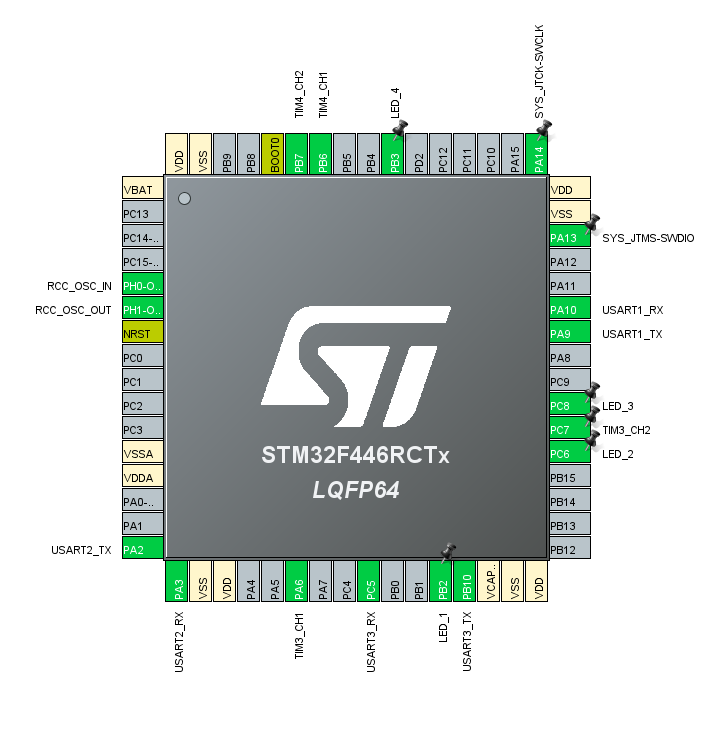 TIM4_CH2
TIM4_CH1
LED_4
SYS_JTCK-SWCLK
VDD
VSS
PB9
PB8
BOOT0
PB7
PB6
PB5
PB4
PB3
PD2
PC12
PC11
PC10
PA15
PA14
VBAT
PC13
PC14-..
PC15-..
RCC_OSC_IN PH0-O..
RCC_OSC_OUT PH1-O..
NRST
PC0
PC1
PC2
PC3
VSSA
VDDA
PA0-..
PA1
USART2_TX PA2
VDD
VSS
PA13 SYS_JTMS-SWDIO
PA12
PA11
PA10 USART1_RX
PA9 USART1_TX
PA8
PC9
PC8 LED_3
PC7 TIM3_CH2
PC6 LED_2
PB15
PB14
PB13
PB12
ST
STM32F446RCTx
LQFP64
PA3
VSS
VDD
PA4
PA5
PA6
PA7
PC4
PC5
PB0
PB1
PB2
PB10
VCAP..
VSS
VDD
USART2_RX
TIM3_CH1
USART3_RX
LED_1
USART3_TX